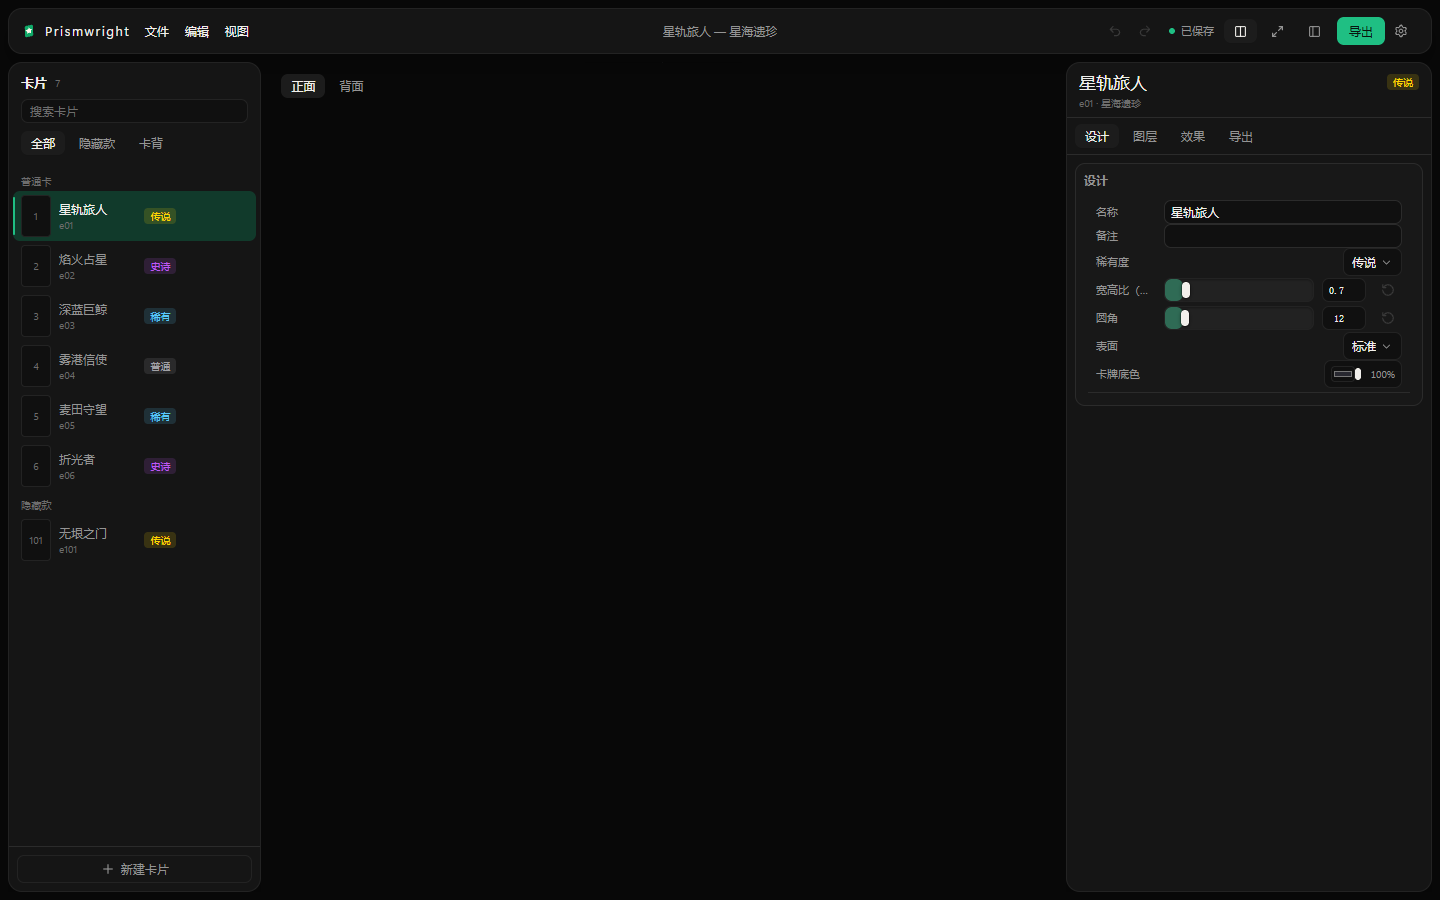 Prismwright 文件 编辑 视图
星轨旅人 — 星海遗珍
已保存
导出
卡片 7
搜索卡片
全部 隐藏款 卡背
普通卡
1 星轨旅人 传说
e01
2 焰火占星 史诗
e02
3 深蓝巨鲸 稀有
e03
4 雾港信使 普通
e04
5 麦田守望 稀有
e05
6 折光者 史诗
e06
隐藏款
101 无垠之门 传说
e101
新建卡片
正面 背面
星轨旅人 传说
e01 · 星海遗珍
设计 图层 效果 导出
设计
名称 星轨旅人
备注
稀有度 传说
宽高比 (... 0.7
圆角 12
表面 标准
卡牌底色 100%